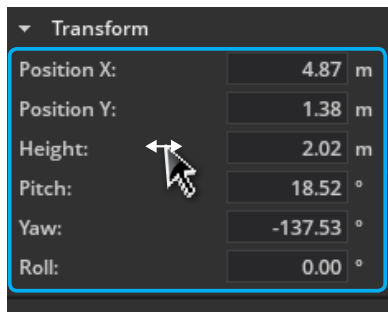 Transform
Position X: 4.87 m
Position Y: 1.38 m
Height: 2.02 m
Pitch: 18.52 °
Yaw: -137.53 °
Roll: 0.00 °